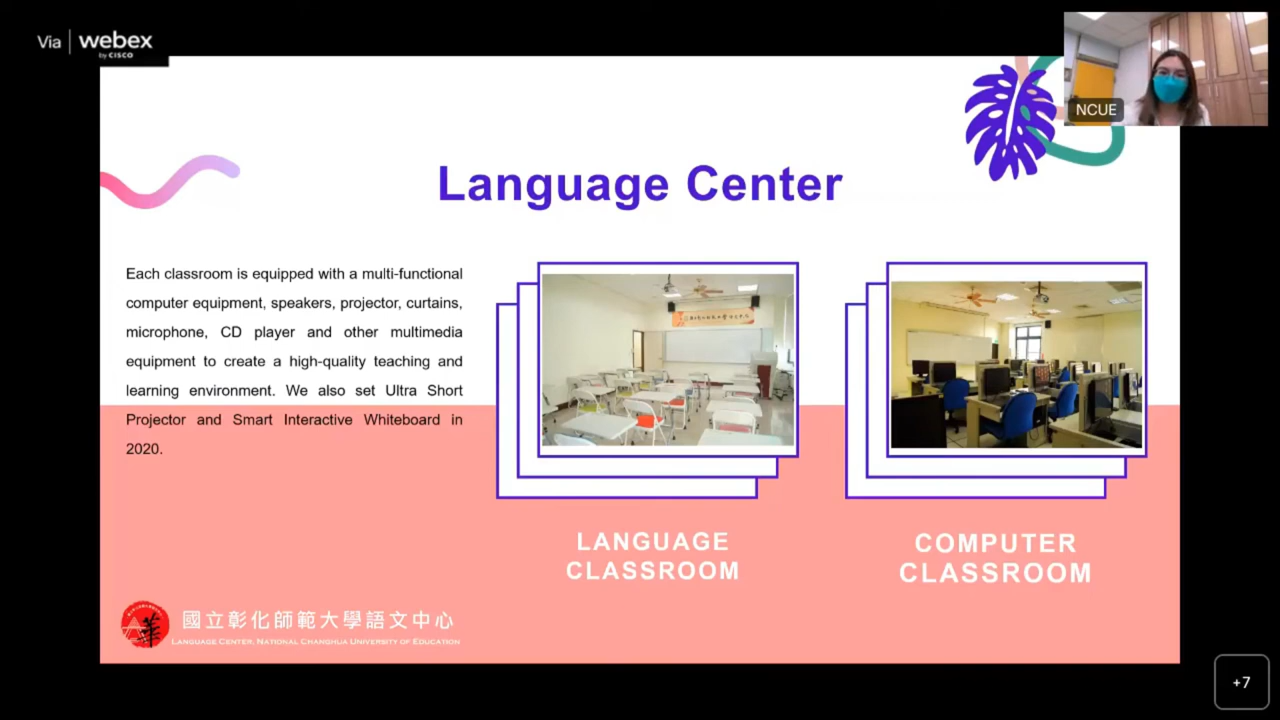 Via webex
by CISCO
NCUE
Language Center
Each classroom is equipped with a multi-functional
computer equipment, speakers, projector, curtains,
microphone, CD player and other multimedia
equipment to create a high-quality teaching and
learning environment. We also set Ultra Short
Projector and Smart Interactive Whiteboard in
2020.
LANGUAGE
CLASSROOM
COMPUTER
CLASSROOM
國立彰化師範大學語文中心
LANGUAGE CENTER, NATIONAL CHANGHUA UNIVERSITY OF EDUCATION
+7